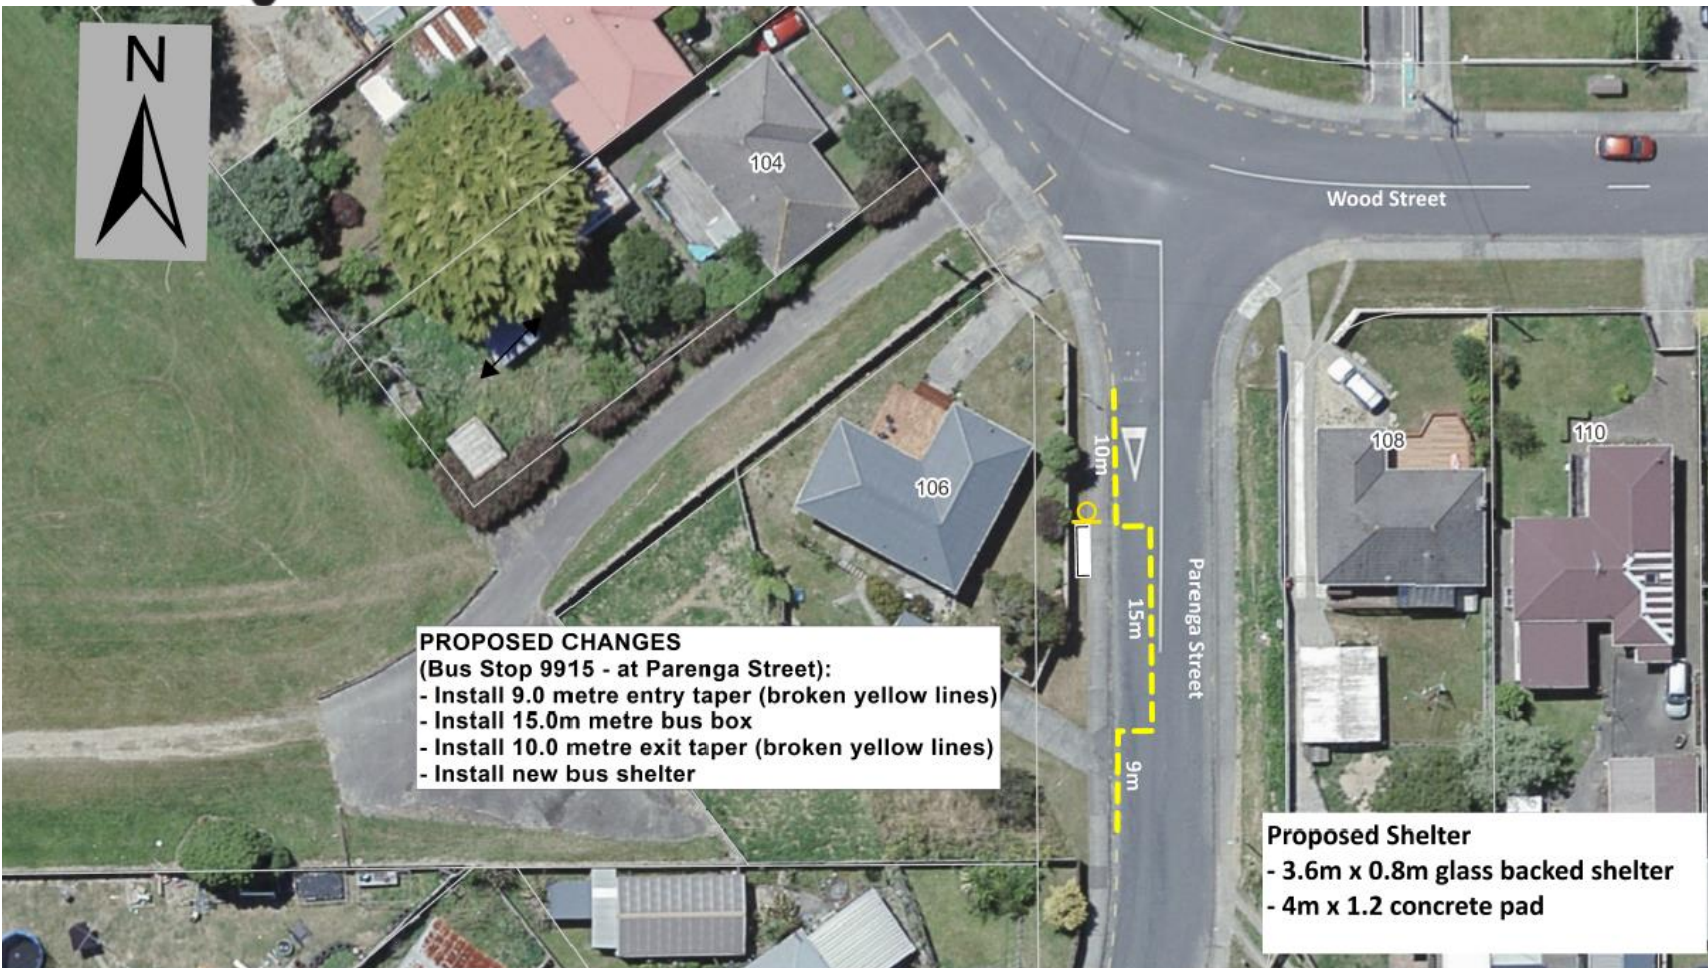 N
104
Wood Street
108
110
10m
106
15m
Parenga Street
PROPOSED CHANGES
(Bus Stop 9915 - at Parenga Street):
- Install 9.0 metre entry taper (broken yellow lines)
- Install 15.0m metre bus box
- Install 10.0 metre exit taper (broken yellow lines)
- Install new bus shelter
9m
Proposed Shelter
- 3.6m x 0.8m glass backed shelter
- 4m x 1.2 concrete pad